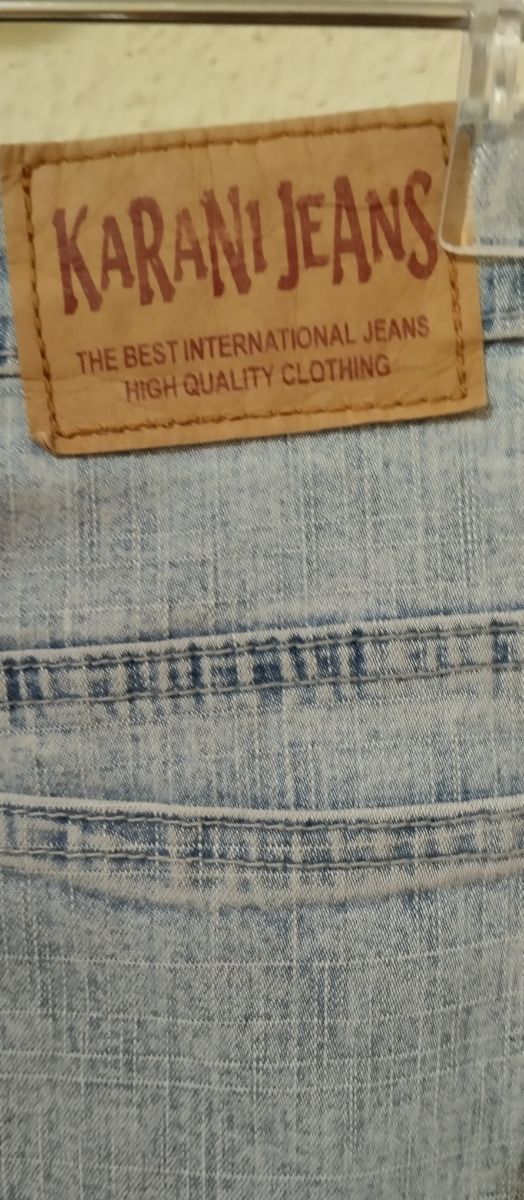 KARANI JEANS
THE BEST INTERNATIONAL JEANS
HIGH QUALITY CLOTHING